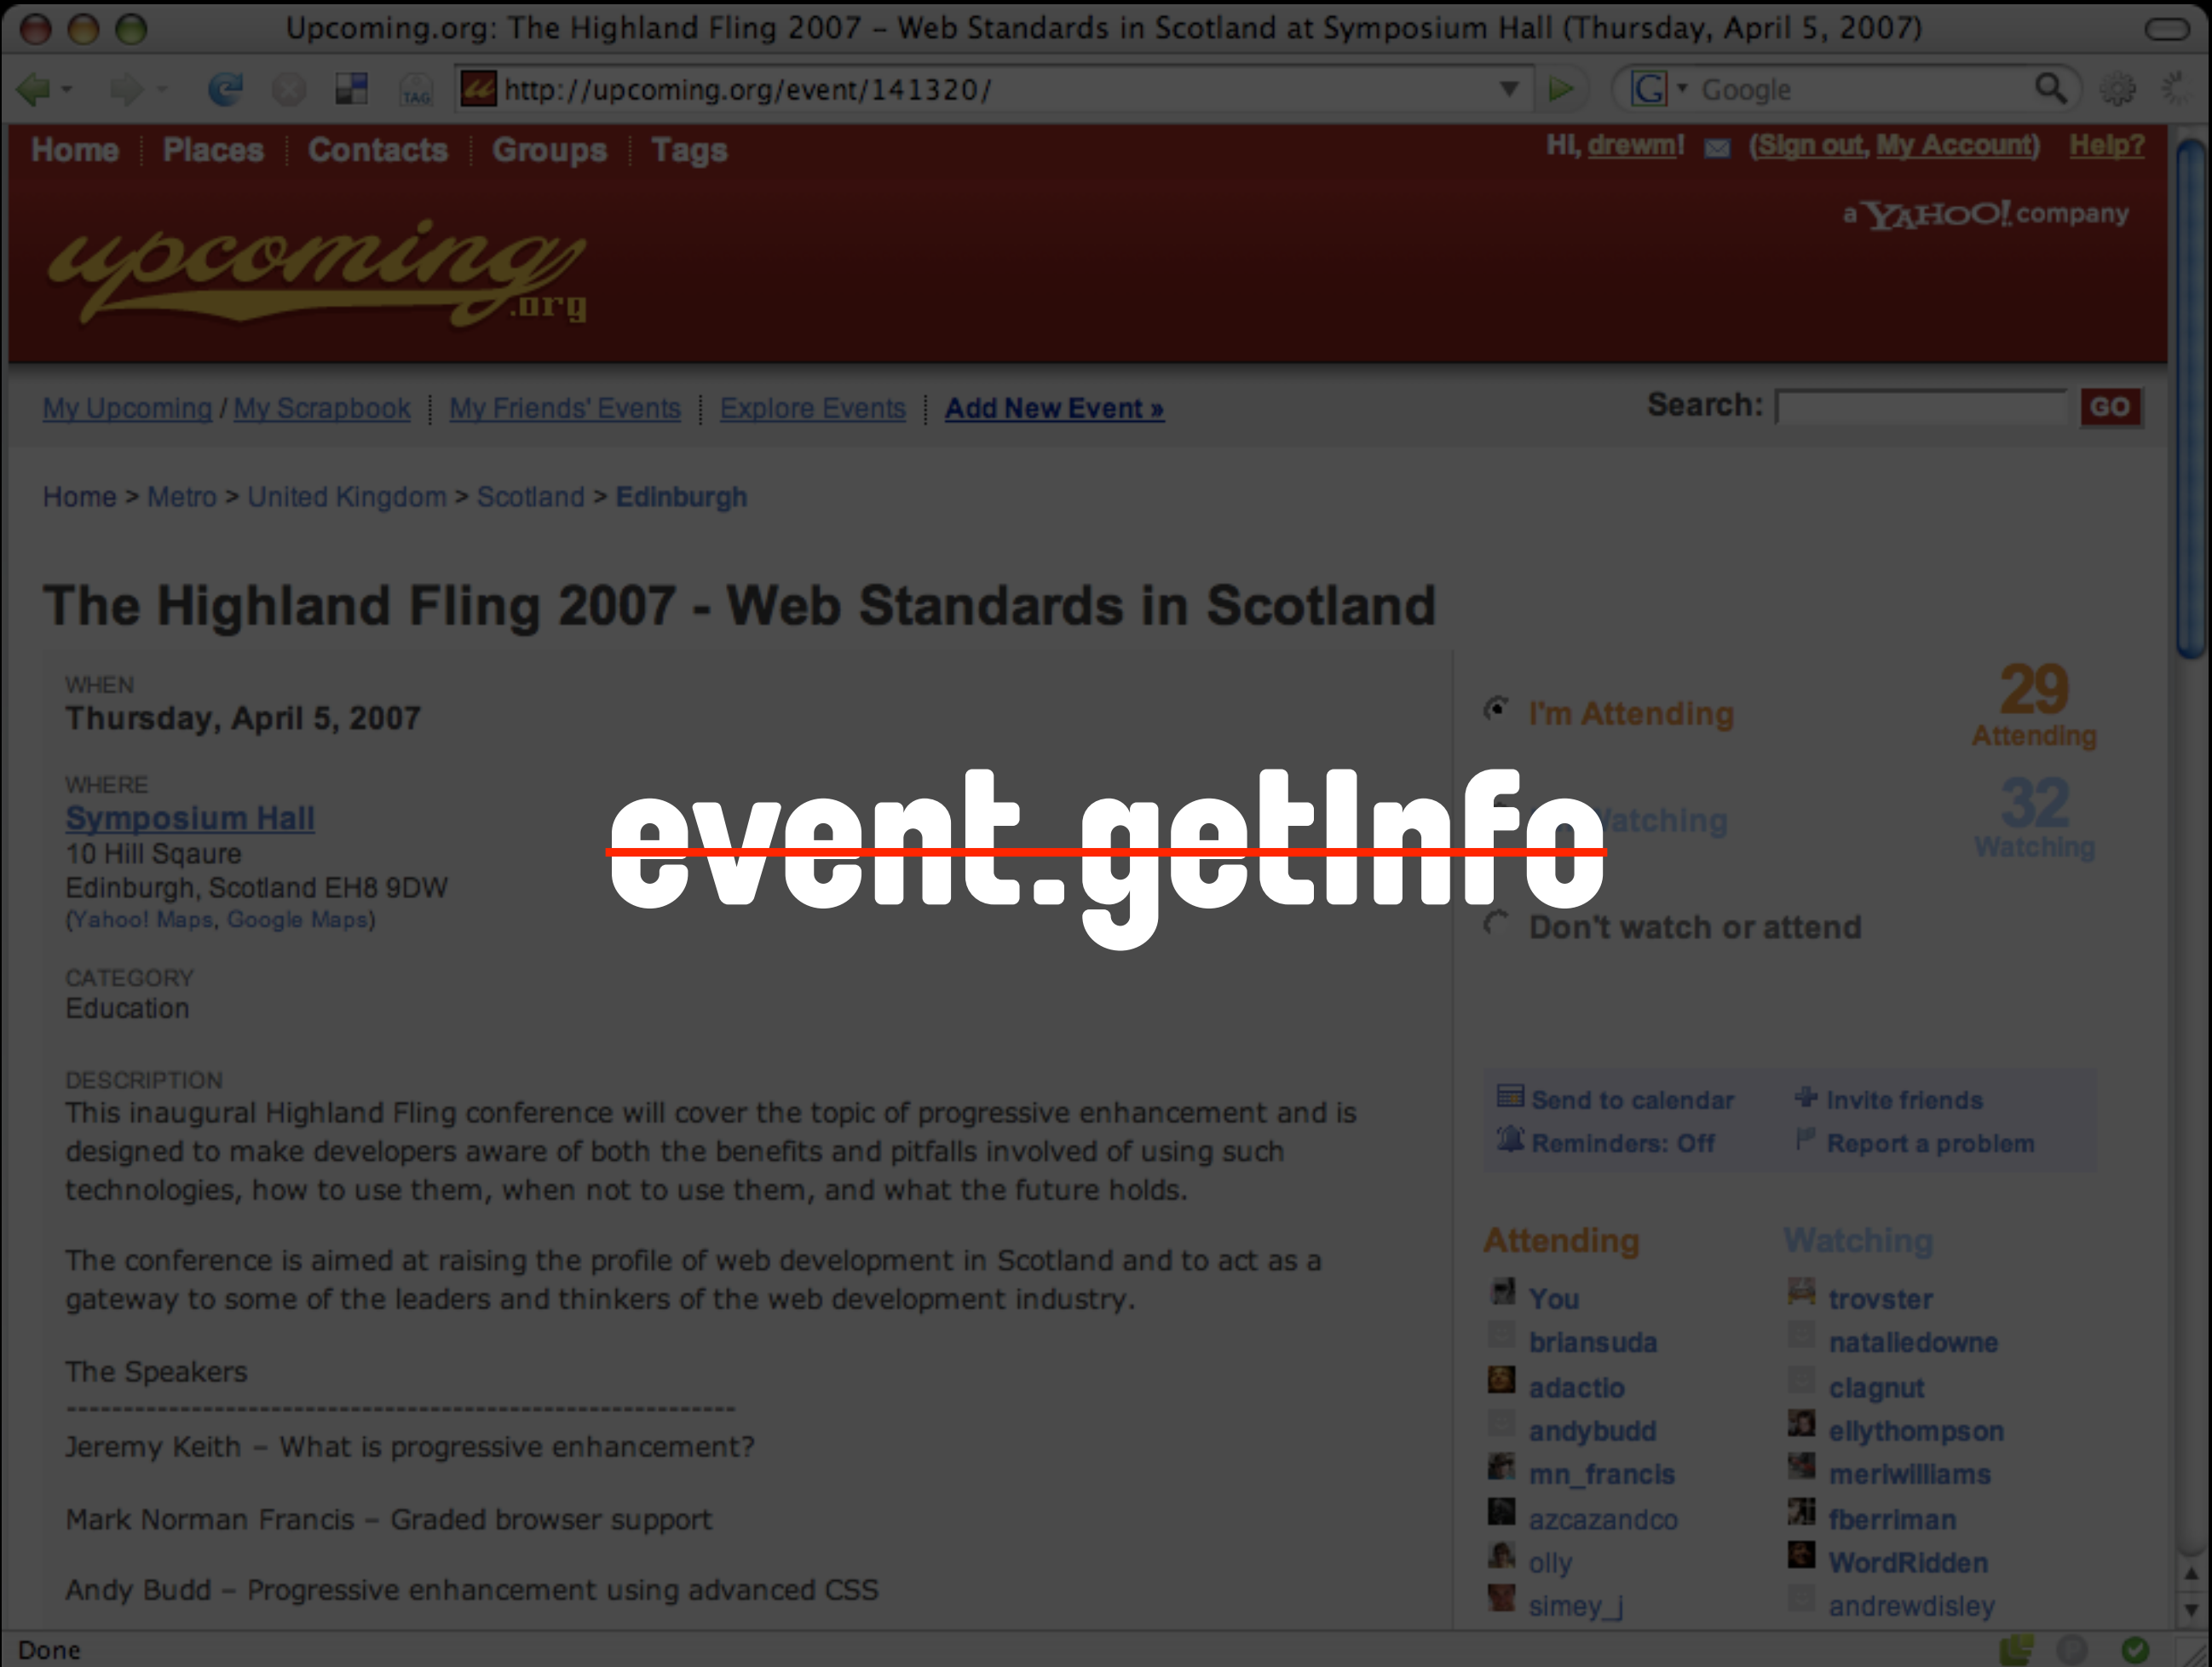 Upcoming.org: The Highland Fling 2007 – Web Standards in Scotland at Symposium Hall (Thursday, April 5, 2007)
TAG http://upcoming.org/event/141320/ G Google
Home Places Contacts Groups Tags Hi, drewm! (Sign out, My Account) Help?
a YAHOO! company
upcoming.org
My Upcoming / My Scrapbook My Friends' Events Explore Events Add New Event » Search: GO
Home > Metro > United Kingdom > Scotland > Edinburgh
The Highland Fling 2007 - Web Standards in Scotland
WHEN
Thursday, April 5, 2007
WHERE
Symposium Hall
10 Hill Sqaure
Edinburgh, Scotland EH8 9DW
(Yahoo! Maps, Google Maps)
CATEGORY
Education
event.getInfo
I'm Attending
29
Attending
Watching
32
Watching
Don't watch or attend
DESCRIPTION
This inaugural Highland Fling conference will cover the topic of progressive enhancement and is
designed to make developers aware of both the benefits and pitfalls involved of using such
technologies, how to use them, when not to use them, and what the future holds.
The conference is aimed at raising the profile of web development in Scotland and to act as a
gateway to some of the leaders and thinkers of the web development industry.
The Speakers
-----------------------------------------------------------
Jeremy Keith – What is progressive enhancement?
Mark Norman Francis – Graded browser support
Andy Budd – Progressive enhancement using advanced CSS
Send to calendar Invite friends
Reminders: Off Report a problem
Attending
You
briansuda
adactio
andybudd
mn_francis
azcazandco
olly
simey_j
Watching
trovster
nataliedowne
clagnut
ellythompson
meriwilliams
fberriman
WordRidden
andrewdisley
Done